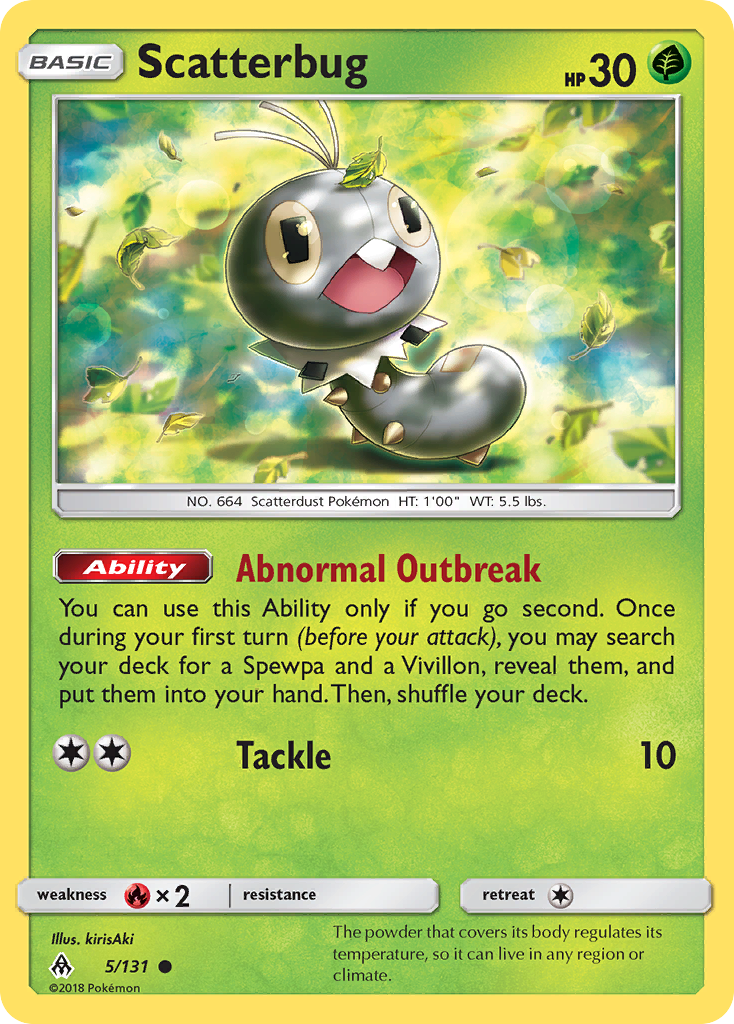 BASIC Scatterbug HP 30
NO. 664 Scatterdust Pokémon HT: 1'00" WT: 5.5 lbs.
Ability Abnormal Outbreak
You can use this Ability only if you go second. Once
during your first turn (before your attack), you may search
your deck for a Spewpa and a Vivillon, reveal them, and
put them into your hand. Then, shuffle your deck.
Tackle 10
weakness × 2 resistance retreat
Illus. kirisAki
5/131
©2018 Pokémon
The powder that covers its body regulates its
temperature, so it can live in any region or
climate.